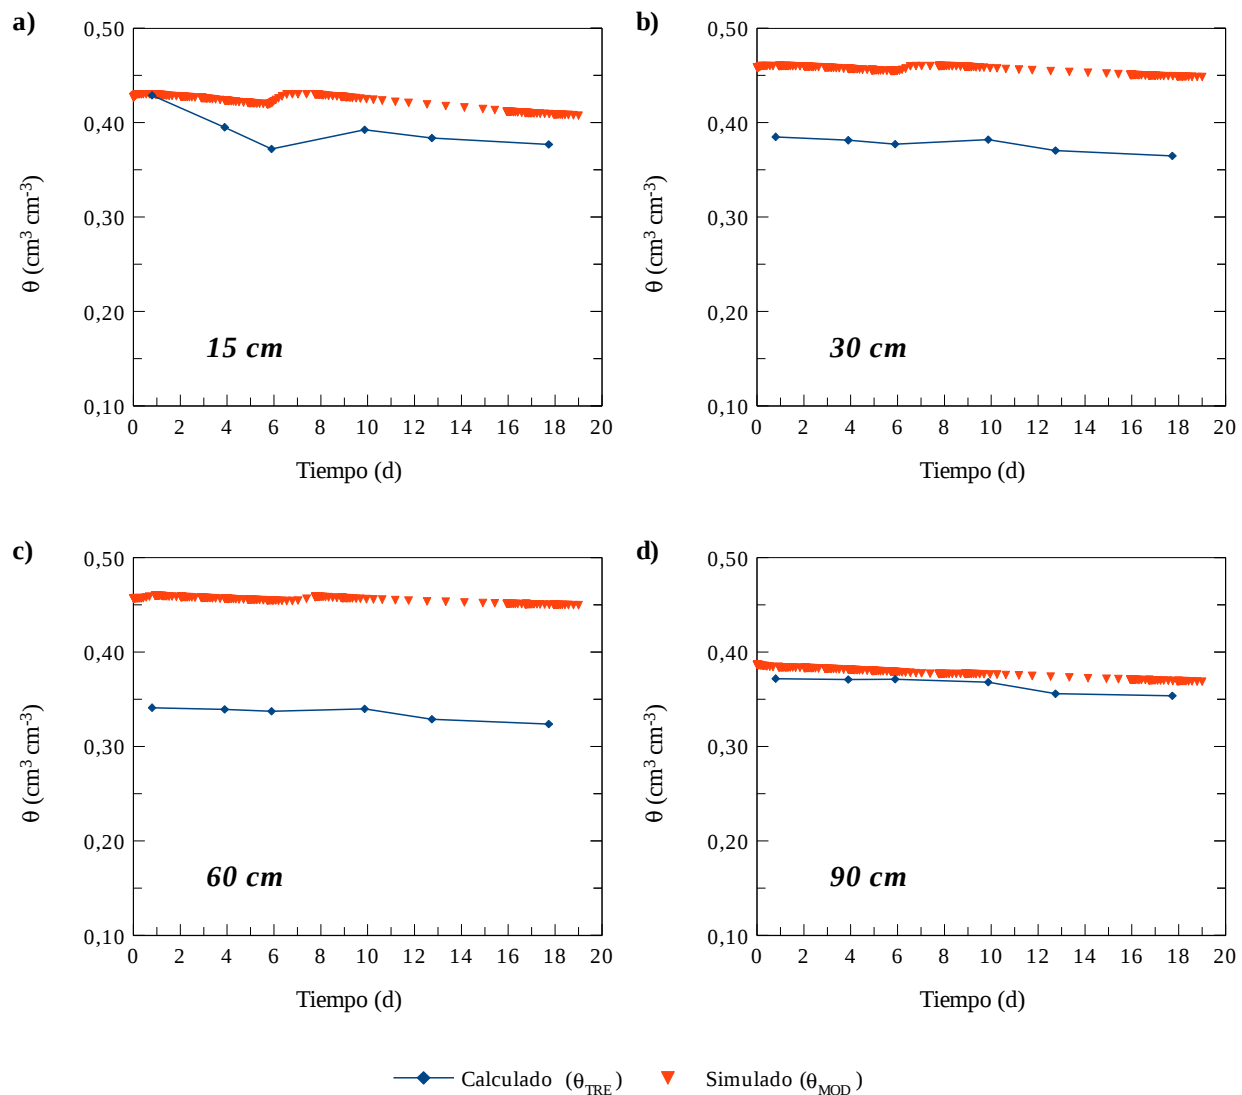 a)
0,50
0,40
0,30
0,20
0,10
θ (cm³ cm⁻³)
15 cm
0 2 4 6 8 10 12 14 16 18 20
Tiempo (d)
b)
0,50
0,40
0,30
0,20
0,10
θ (cm³ cm⁻³)
30 cm
0 2 4 6 8 10 12 14 16 18 20
Tiempo (d)
c)
0,50
0,40
0,30
0,20
0,10
θ (cm³ cm⁻³)
60 cm
0 2 4 6 8 10 12 14 16 18 20
Tiempo (d)
d)
0,50
0,40
0,30
0,20
0,10
θ (cm³ cm⁻³)
90 cm
0 2 4 6 8 10 12 14 16 18 20
Tiempo (d)
Calculado (θTRE) Simulado (θMOD)